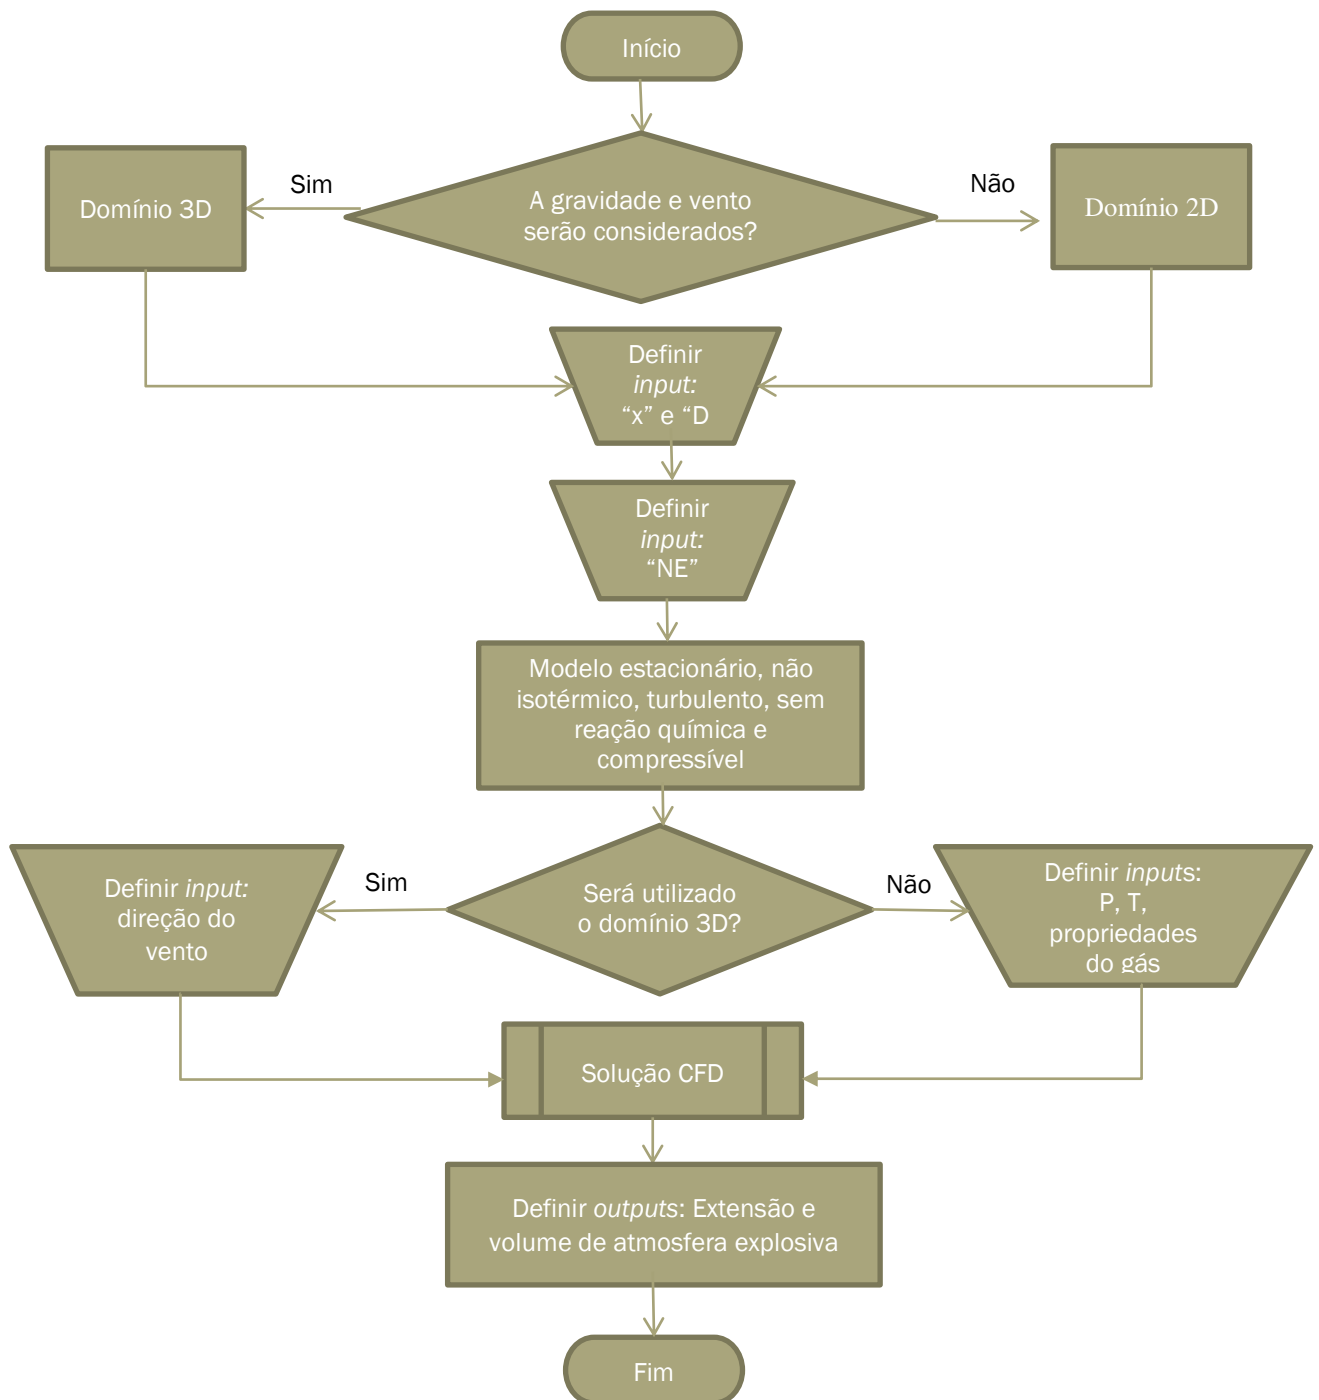 Início
A gravidade e vento
serão considerados?
Sim
Não
Domínio 3D
Domínio 2D
Definir
input:
“x” e “D
Definir
input:
“NE”
Modelo estacionário, não
isotérmico, turbulento, sem
reação química e
compressível
Será utilizado
o domínio 3D?
Sim
Não
Definir input:
direção do
vento
Definir inputs:
P, T,
propriedades
do gás
Solução CFD
Definir outputs: Extensão e
volume de atmosfera explosiva
Fim